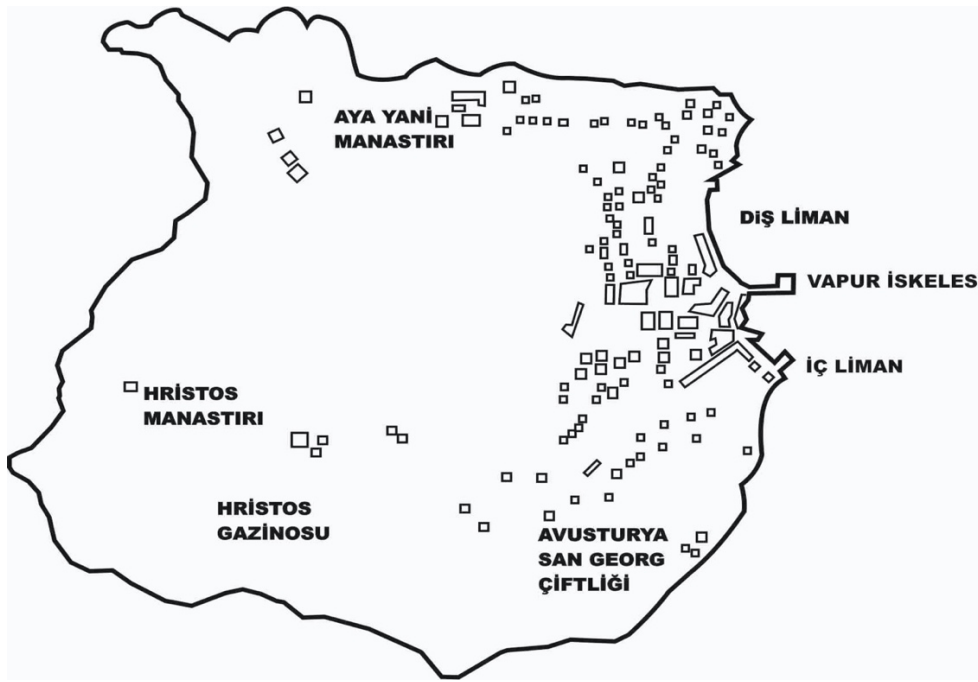 AYA YANİ
MANASTIRI
DiŞ LİMAN
VAPUR İSKELES
İÇ LİMAN
HRİSTOS
MANASTIRI
HRİSTOS
GAZİNOSU
AVUSTURYA
SAN GEORG
ÇİFTLİĞİ